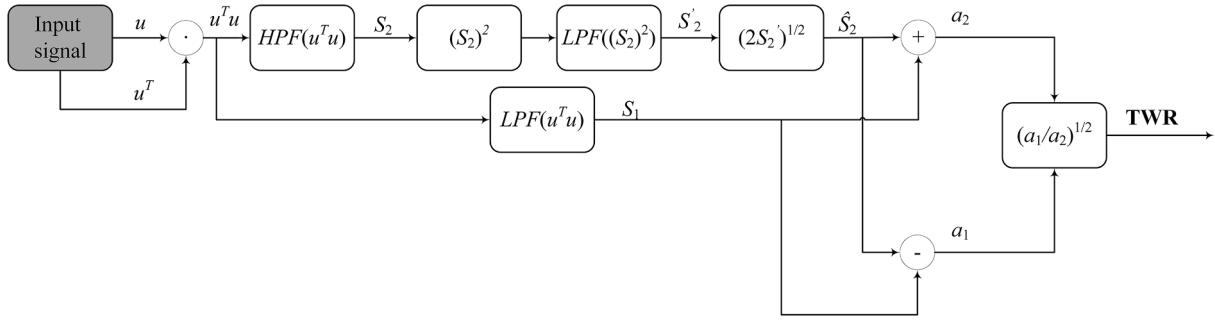 Input
signal
u
u^T
·
u^T u
HPF(u^T u)
S_2
(S_2)^2
LPF((S_2)^2)
S_2^'
(2S_2^')^{1/2}
Ŝ_2
+
a_2
LPF(u^T u)
S_1
(a_1/a_2)^{1/2}
TWR
-
a_1